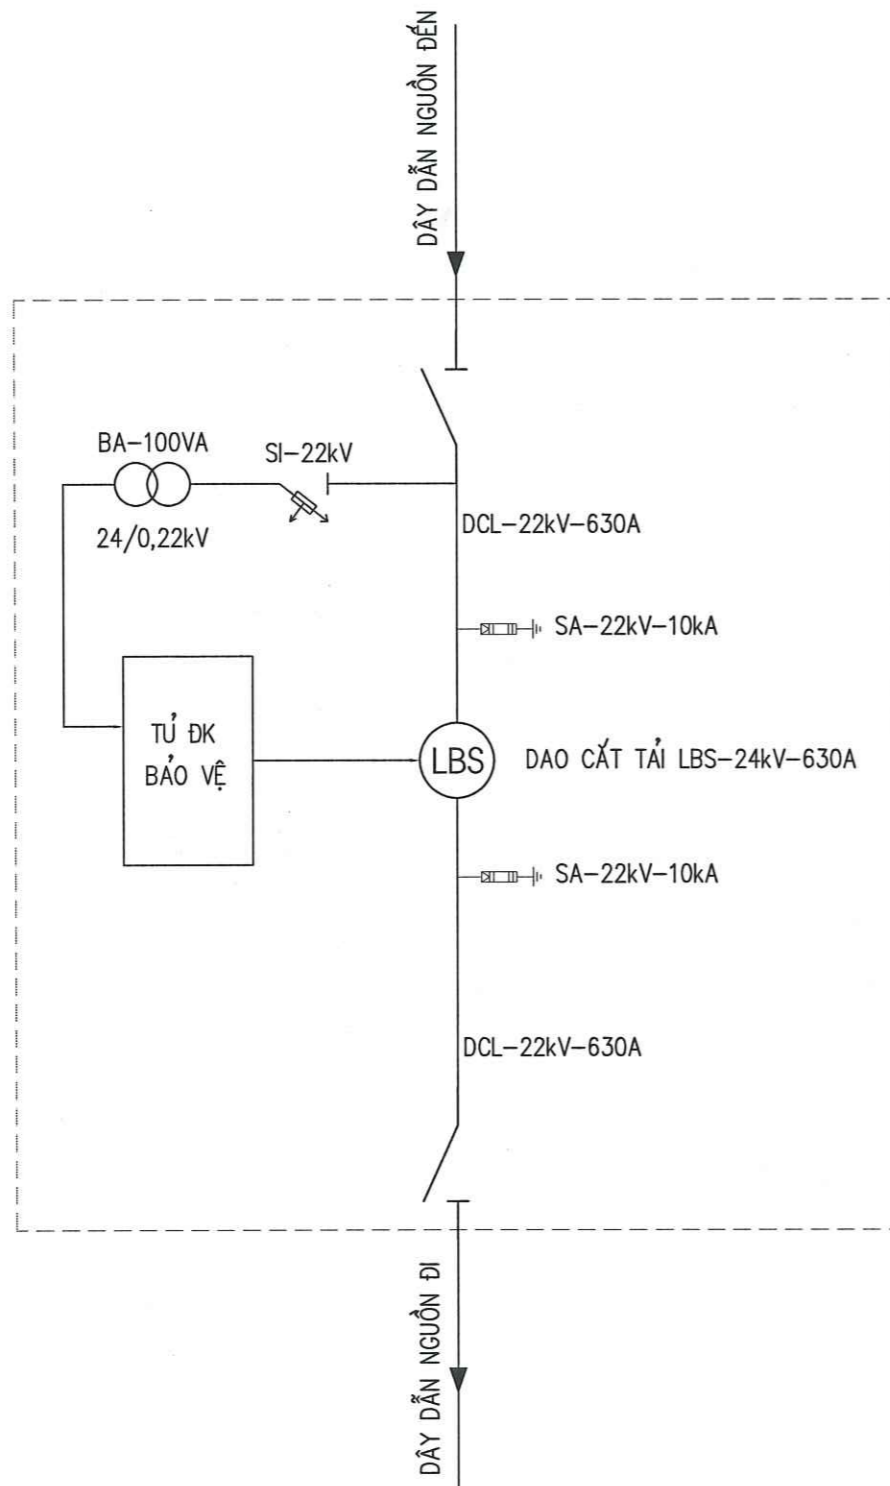 DÂY DẪN NGUỒN ĐẾN
BA-100VA
SI-22kV
24/0,22kV
DCL-22kV-630A
SA-22kV-10kA
TỦ ĐK
BẢO VỆ
LBS
DAO CẮT TẢI LBS-24kV-630A
SA-22kV-10kA
DCL-22kV-630A
DÂY DẪN NGUỒN ĐI